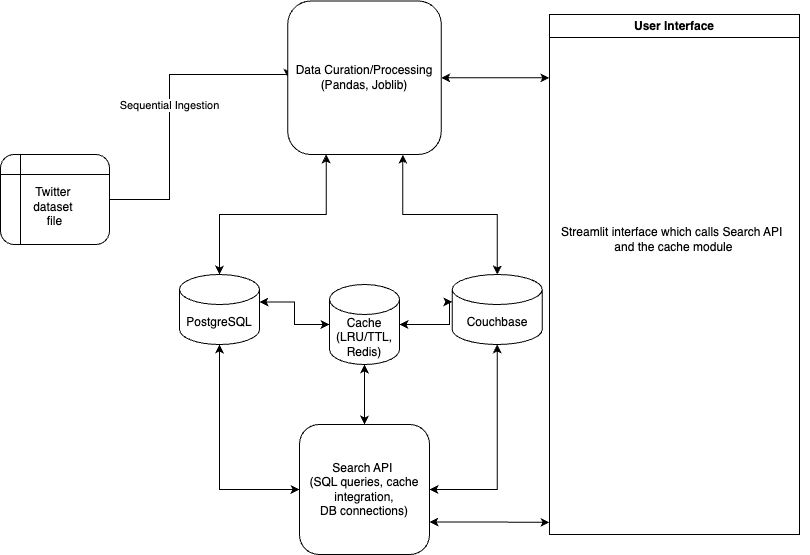 User Interface
Data Curation/Processing
(Pandas, Joblib)
Sequential Ingestion
Twitter
dataset
file
Streamlit interface which calls Search API
and the cache module
PostgreSQL
Cache
(LRU/TTL,
Redis)
Couchbase
Search API
(SQL queries, cache
integration,
DB connections)